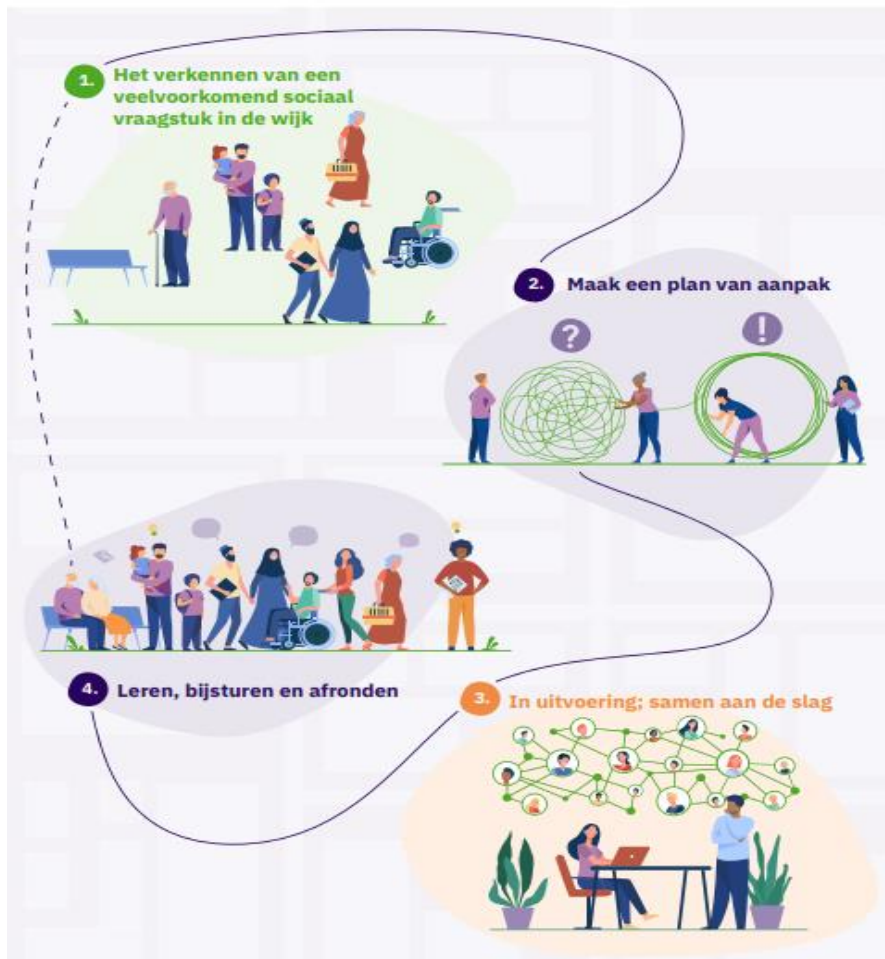 1.
Het verkennen van een
veelvoorkomend sociaal
vraagstuk in de wijk
2.
Maak een plan van aanpak
?
!
3.
In uitvoering; samen aan de slag
4.
Leren, bijsturen en afronden